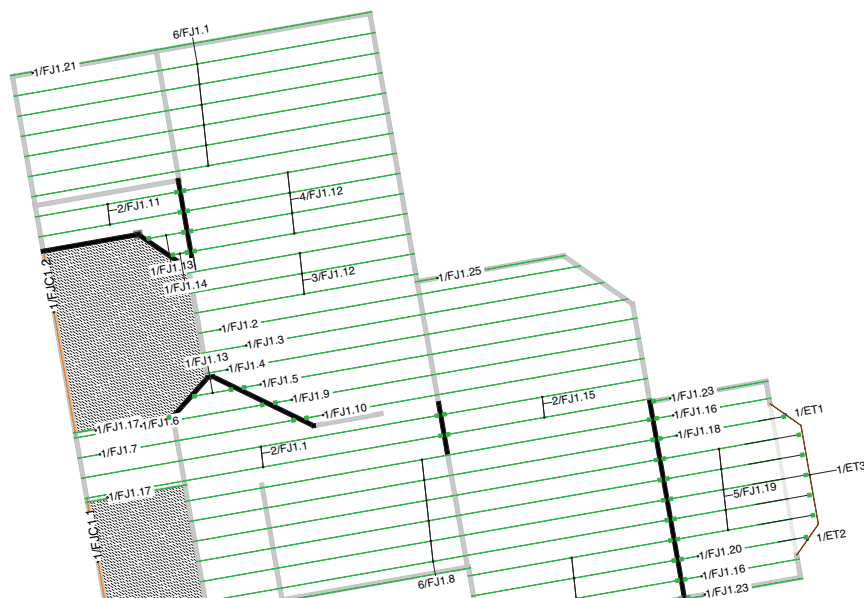 6/FJ1.1
1/FJ1.21
4/FJ1.12
2/FJ1.11
1/FJ1.13
1/FJC1.2
1/FJ1.14
3/FJ1.12
1/FJ1.25
1/FJ1.2
1/FJ1.3
1/FJ1.13
1/FJ1.4
1/FJ1.5
1/FJ1.9
1/FJ1.10
2/FJ1.15
1/FJ1.23
1/FJ1.16
1/ET1
1/FJ1.17
1/FJ1.6
1/FJ1.18
1/FJ1.7
2/FJ1.1
1/ET3
1/FJ1.17
5/FJ1.19
1/FJC1.1
1/ET2
1/FJ1.20
6/FJ1.8
1/FJ1.16
1/FJ1.23